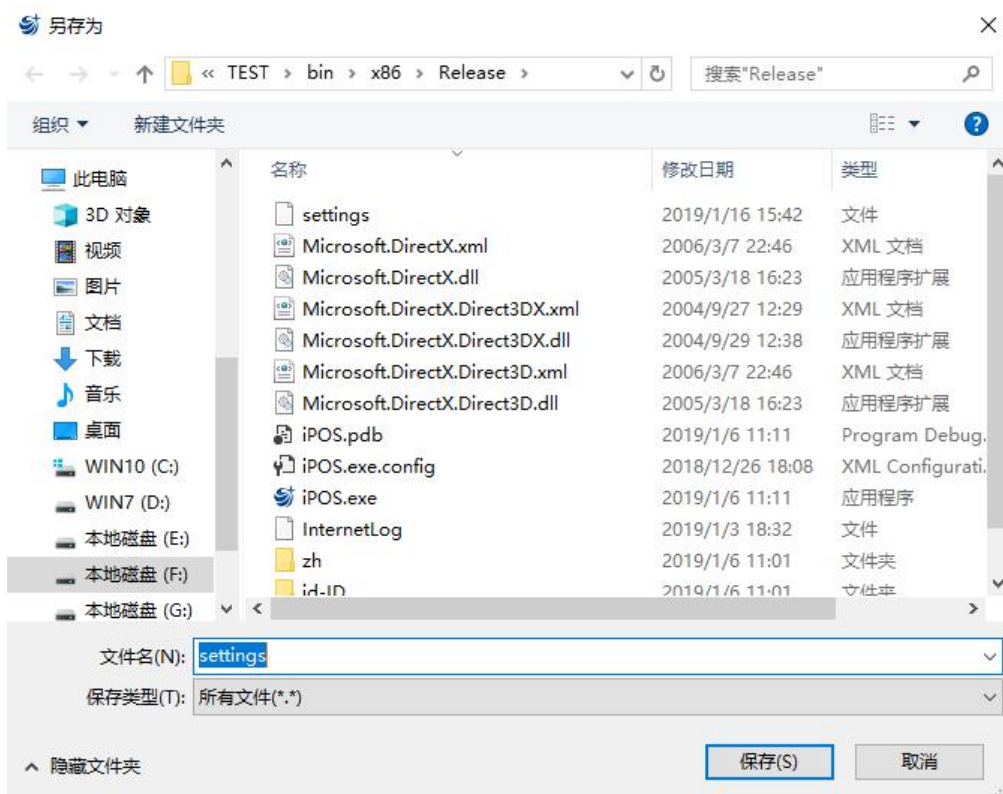 另存为
« TEST › bin › x86 › Release ›
搜索"Release"
组织
新建文件夹
此电脑
3D 对象
视频
图片
文档
下载
音乐
桌面
WIN10 (C:)
WIN7 (D:)
本地磁盘 (E:)
本地磁盘 (F:)
本地磁盘 (G:)
名称 修改日期 类型
settings 2019/1/16 15:42 文件
Microsoft.DirectX.xml 2006/3/7 22:46 XML 文档
Microsoft.DirectX.dll 2005/3/18 16:23 应用程序扩展
Microsoft.DirectX.Direct3DX.xml 2004/9/27 12:29 XML 文档
Microsoft.DirectX.Direct3DX.dll 2004/9/29 12:38 应用程序扩展
Microsoft.DirectX.Direct3D.xml 2006/3/7 22:46 XML 文档
Microsoft.DirectX.Direct3D.dll 2005/3/18 16:23 应用程序扩展
iPOS.pdb 2019/1/6 11:11 Program Debug.
iPOS.exe.config 2018/12/26 18:08 XML Configurati.
iPOS.exe 2019/1/6 11:11 应用程序
InternetLog 2019/1/3 18:32 文件
zh 2019/1/6 11:01 文件夹
id-ID 2019/1/6 11:01 文件夹
文件名(N): settings
保存类型(T): 所有文件(*.*)
隐藏文件夹
保存(S)
取消